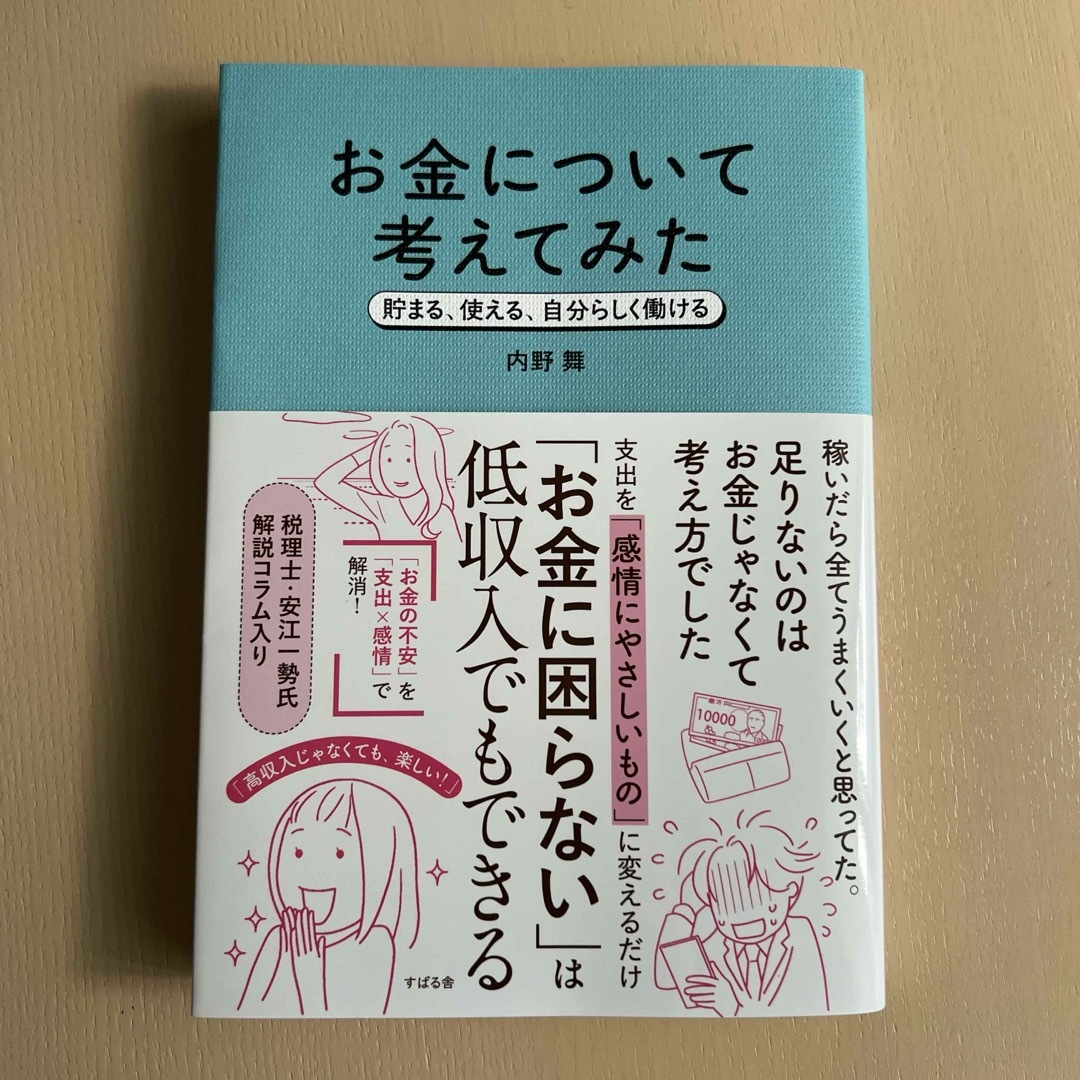 お金について
考えてみた
貯まる、使える、自分らしく働ける
内野 舞
稼いだら全てうまくいくと思ってた。
足りないのは
お金じゃなくて
考え方でした
支出を「感情にやさしいもの」に変えるだけ
「お金に困らない」は
低収入でもできる
「お金の不安」を
「支出×感情」で
解消！
税理士・安江一勢氏
解説コラム入り
「高収入じゃなくても、楽しい！」
10000
すばる舎